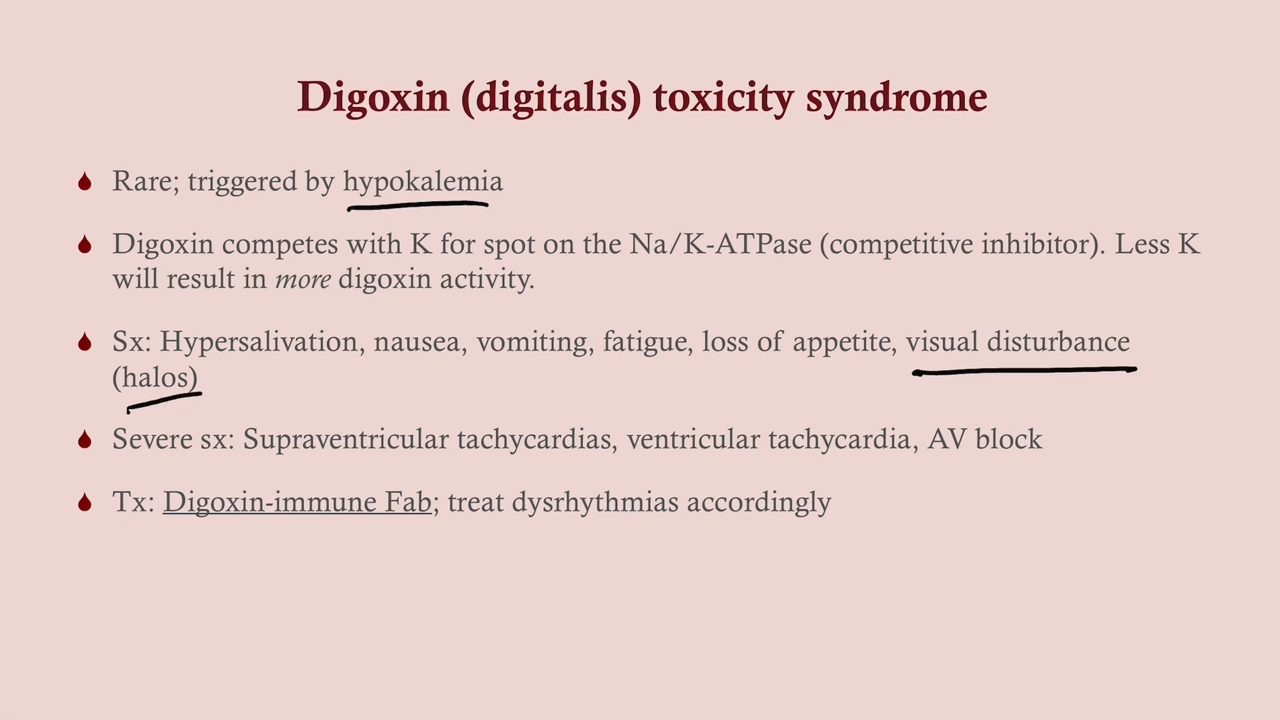 Digoxin (digitalis) toxicity syndrome
Rare; triggered by hypokalemia
Digoxin competes with K for spot on the Na/K-ATPase (competitive inhibitor). Less K
will result in more digoxin activity.
Sx: Hypersalivation, nausea, vomiting, fatigue, loss of appetite, visual disturbance
(halos)
Severe sx: Supraventricular tachycardias, ventricular tachycardia, AV block
Tx: Digoxin-immune Fab; treat dysrhythmias accordingly